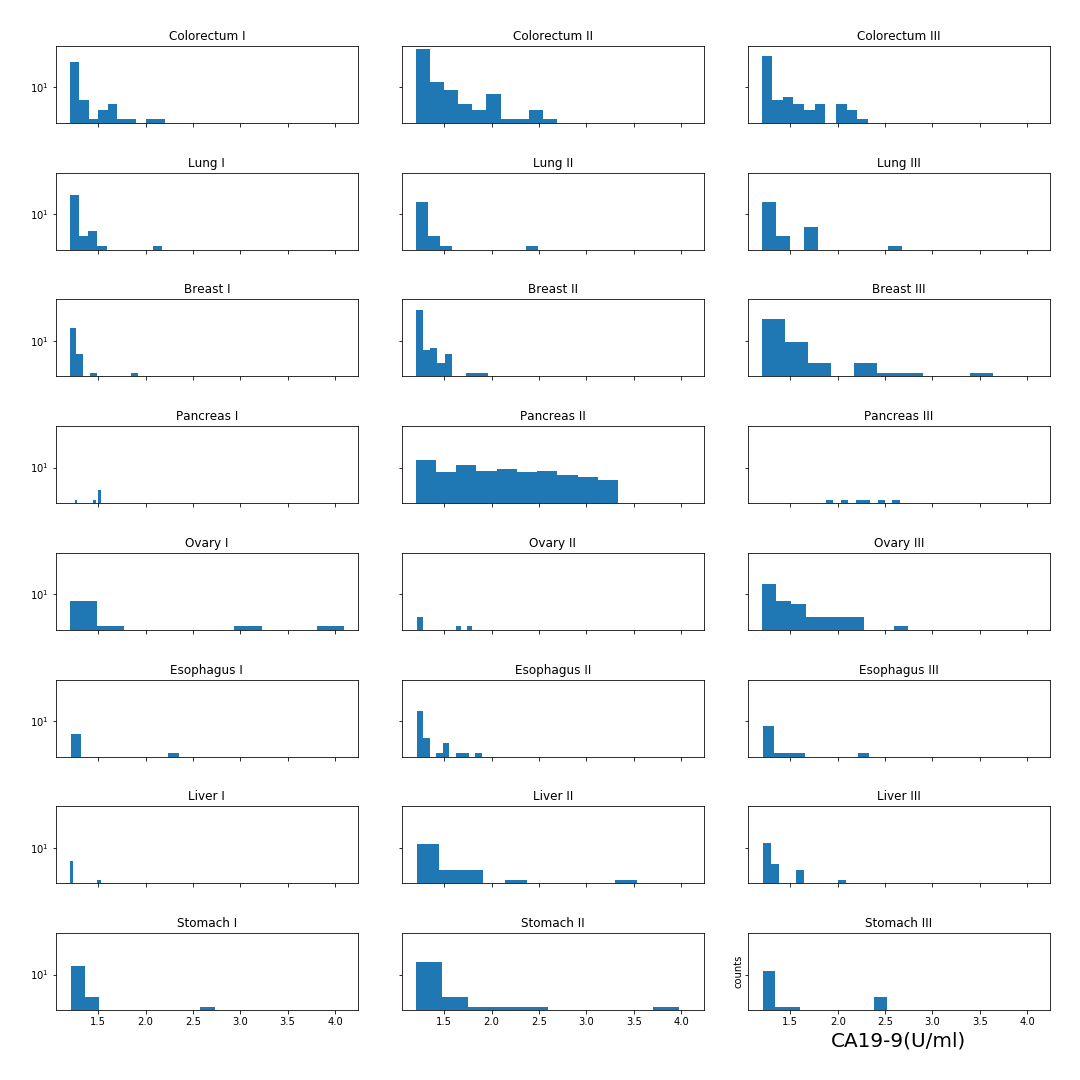 Colorectum I Colorectum II Colorectum III
10¹
Lung I Lung II Lung III
10¹
Breast I Breast II Breast III
10¹
Pancreas I Pancreas II Pancreas III
10¹
Ovary I Ovary II Ovary III
10¹
Esophagus I Esophagus II Esophagus III
10¹
Liver I Liver II Liver III
10¹
Stomach I Stomach II Stomach III
10¹
counts
1.5 2.0 2.5 3.0 3.5 4.0 1.5 2.0 2.5 3.0 3.5 4.0 1.5 2.0 2.5 3.0 3.5 4.0
CA19-9(U/ml)